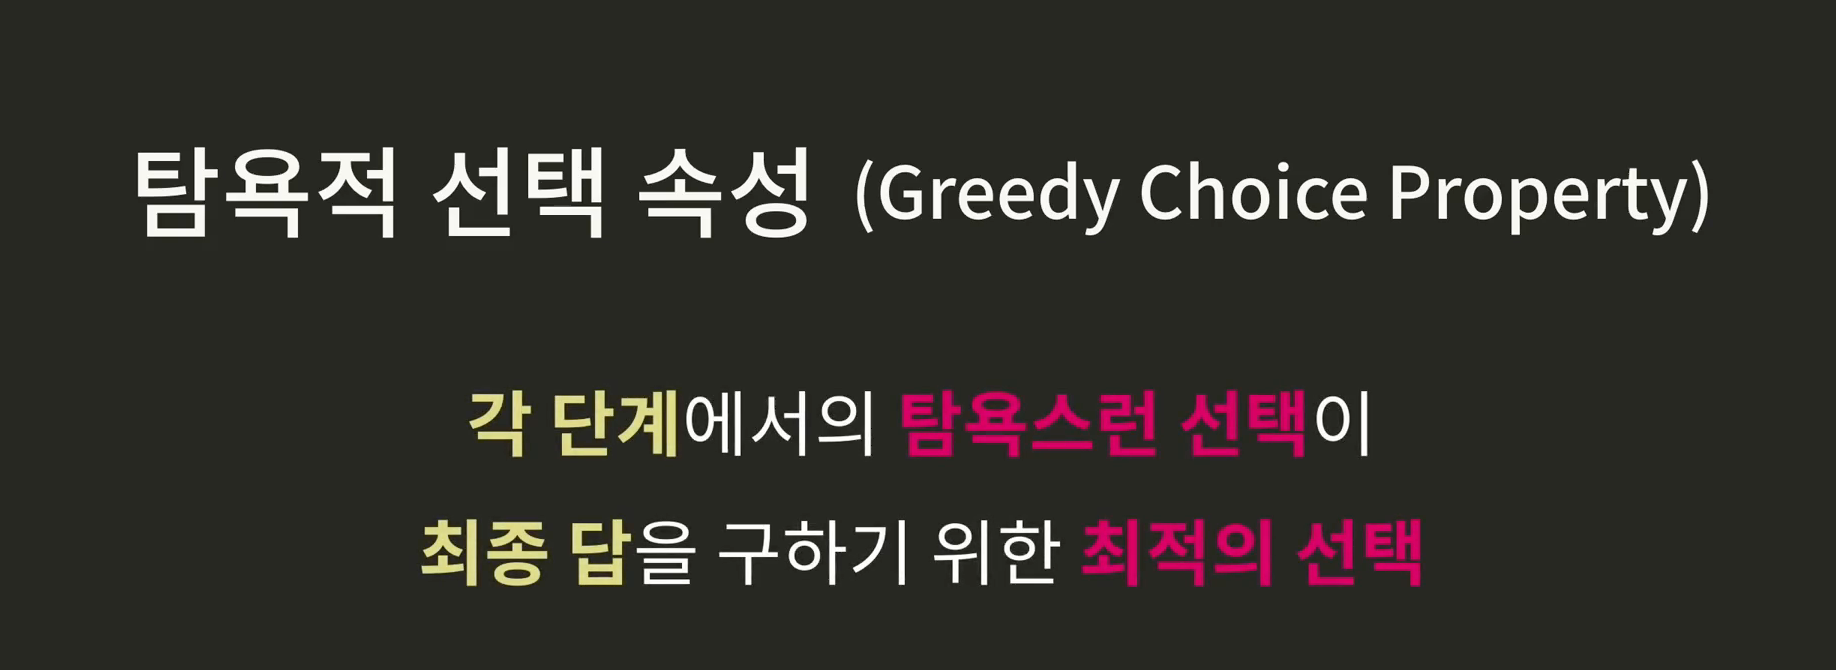 탐욕적 선택 속성 (Greedy Choice Property)
각 단계에서의 탐욕스런 선택이
최종 답을 구하기 위한 최적의 선택